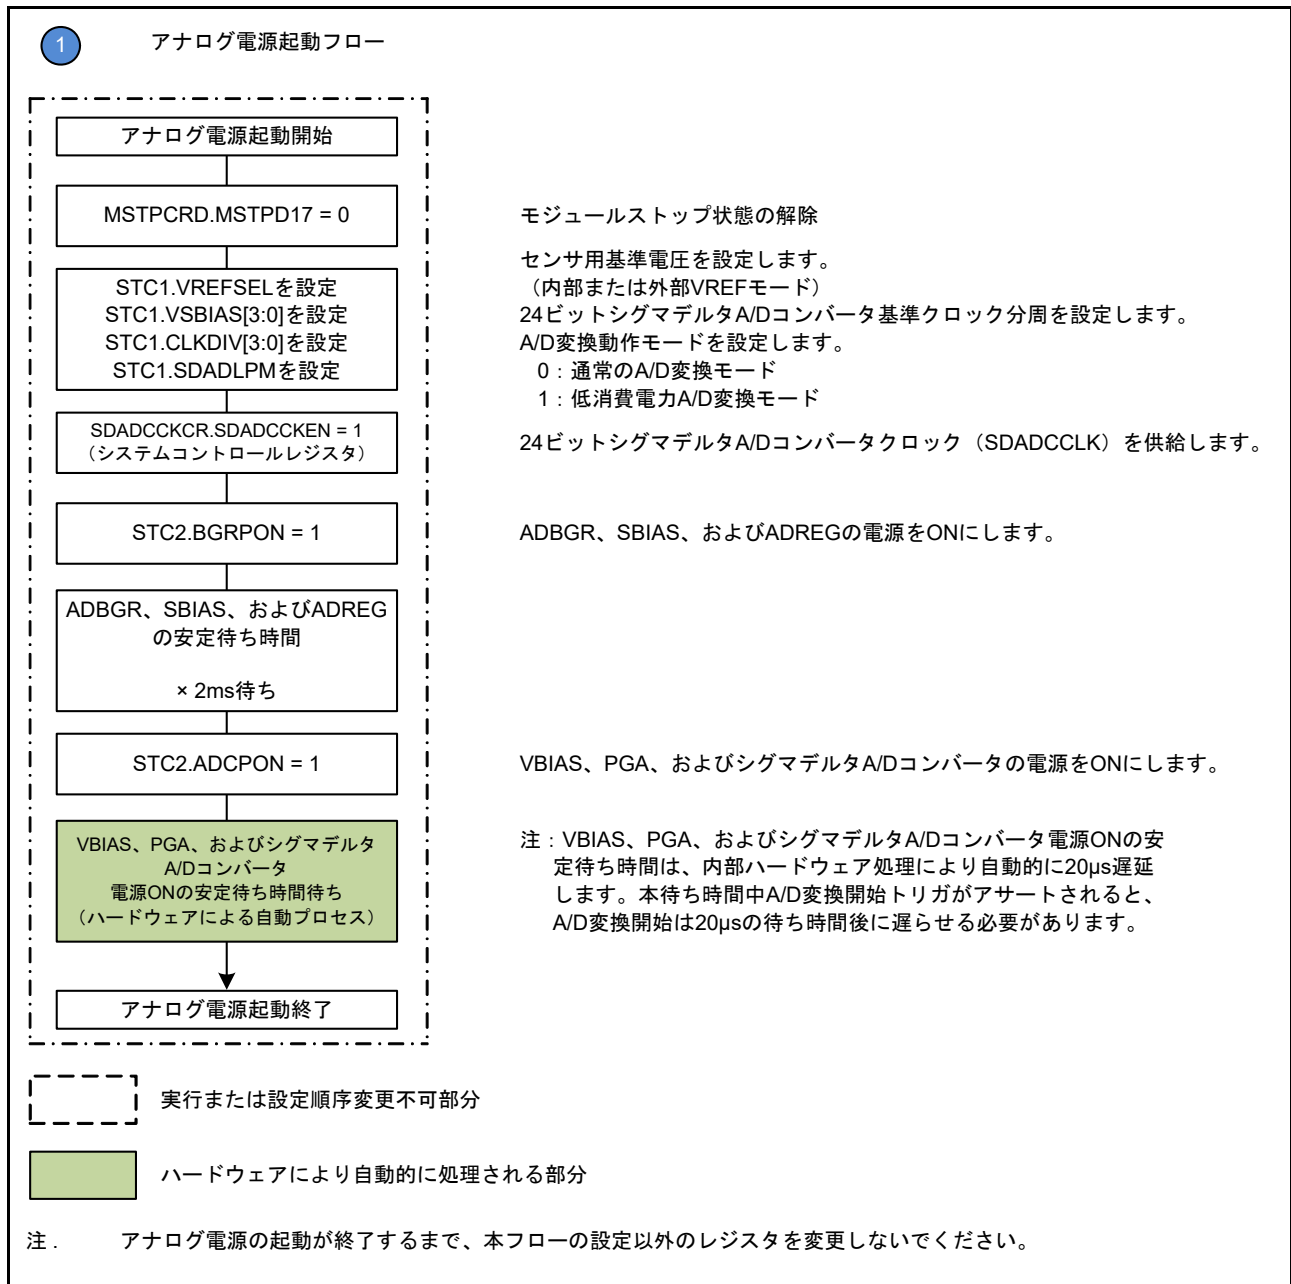 1 アナログ電源起動フロー
アナログ電源起動開始
MSTPCRD.MSTPD17 = 0
モジュールストップ状態の解除
STC1.VREFSELを設定
STC1.VSBIAS[3:0]を設定
STC1.CLKDIV[3:0]を設定
STC1.SDADLPMを設定
センサ用基準電圧を設定します。
（内部または外部VREFモード）
24ビットシグマデルタA/Dコンバータ基準クロック分周を設定します。
A/D変換動作モードを設定します。
0：通常のA/D変換モード
1：低消費電力A/D変換モード
SDADCCKCR.SDADCCKEN = 1
（システムコントロールレジスタ）
24ビットシグマデルタA/Dコンバータクロック（SDADCCLK）を供給します。
STC2.BGRPON = 1
ADBGR、SBIAS、およびADREGの電源をONにします。
ADBGR、SBIAS、およびADREG
の安定待ち時間
× 2ms待ち
STC2.ADCPON = 1
VBIAS、PGA、およびシグマデルタA/Dコンバータの電源をONにします。
VBIAS、PGA、およびシグマデルタ
A/Dコンバータ
電源ONの安定待ち時間待ち
（ハードウェアによる自動プロセス）
注：VBIAS、PGA、およびシグマデルタA/Dコンバータ電源ONの安
定待ち時間は、内部ハードウェア処理により自動的に20μs遅延
します。本待ち時間中A/D変換開始トリガがアサートされると、
A/D変換開始は20μsの待ち時間後に遅らせる必要があります。
アナログ電源起動終了
実行または設定順序変更不可部分
ハードウェアにより自動的に処理される部分
注 . アナログ電源の起動が終了するまで、本フローの設定以外のレジスタを変更しないでください。